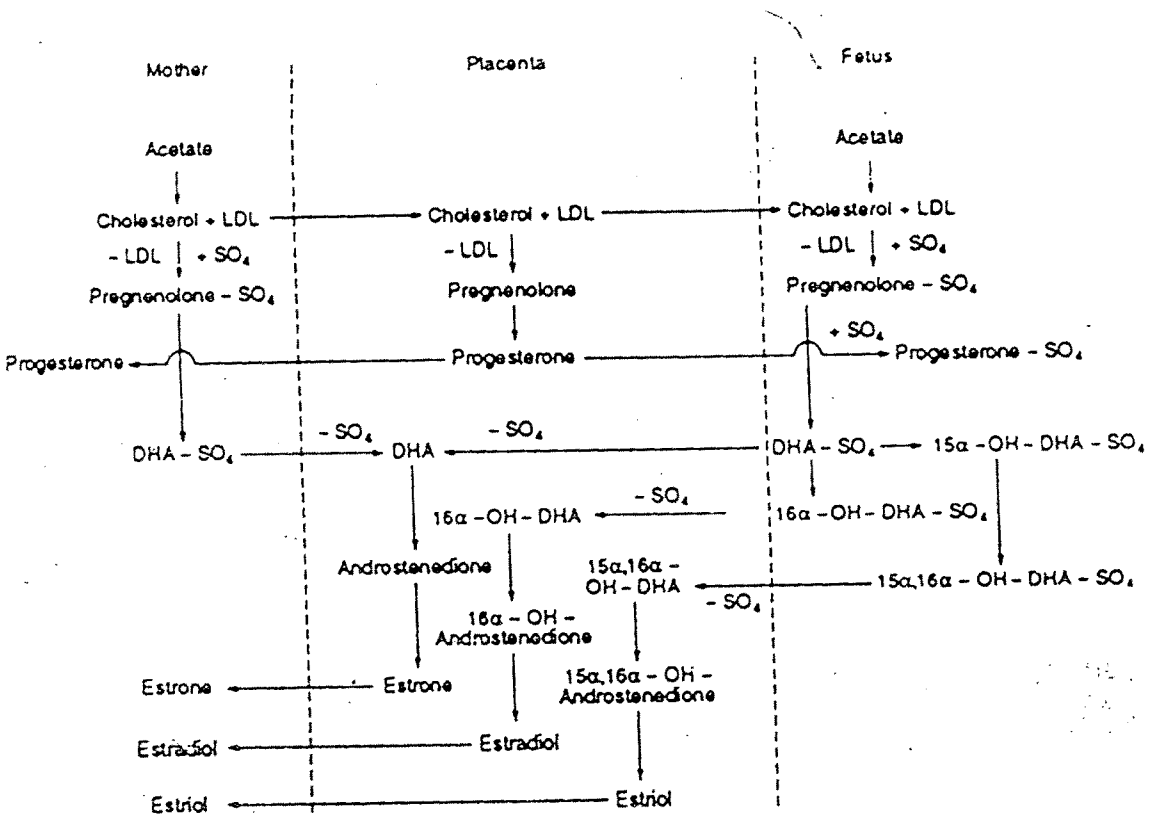 Mother Placenta Fetus
Acetate Acetate
Cholesterol + LDL Cholesterol + LDL Cholesterol + LDL
- LDL + SO₄ - LDL - LDL + SO₄
Pregnenolone - SO₄ Pregnenolone Pregnenolone - SO₄
+ SO₄
Progesterone Progesterone Progesterone - SO₄
- SO₄ - SO₄
DHA - SO₄ DHA DHA - SO₄ 15α - OH - DHA - SO₄
- SO₄
16α - OH - DHA 16α - OH - DHA - SO₄
Androstenedione
15α,16α -
OH - DHA
15α,16α - OH - DHA - SO₄
- SO₄
16α - OH -
Androstenedione
15α,16α - OH -
Androstenedione
Estrone Estrone
Estradiol Estradiol
Estriol Estriol